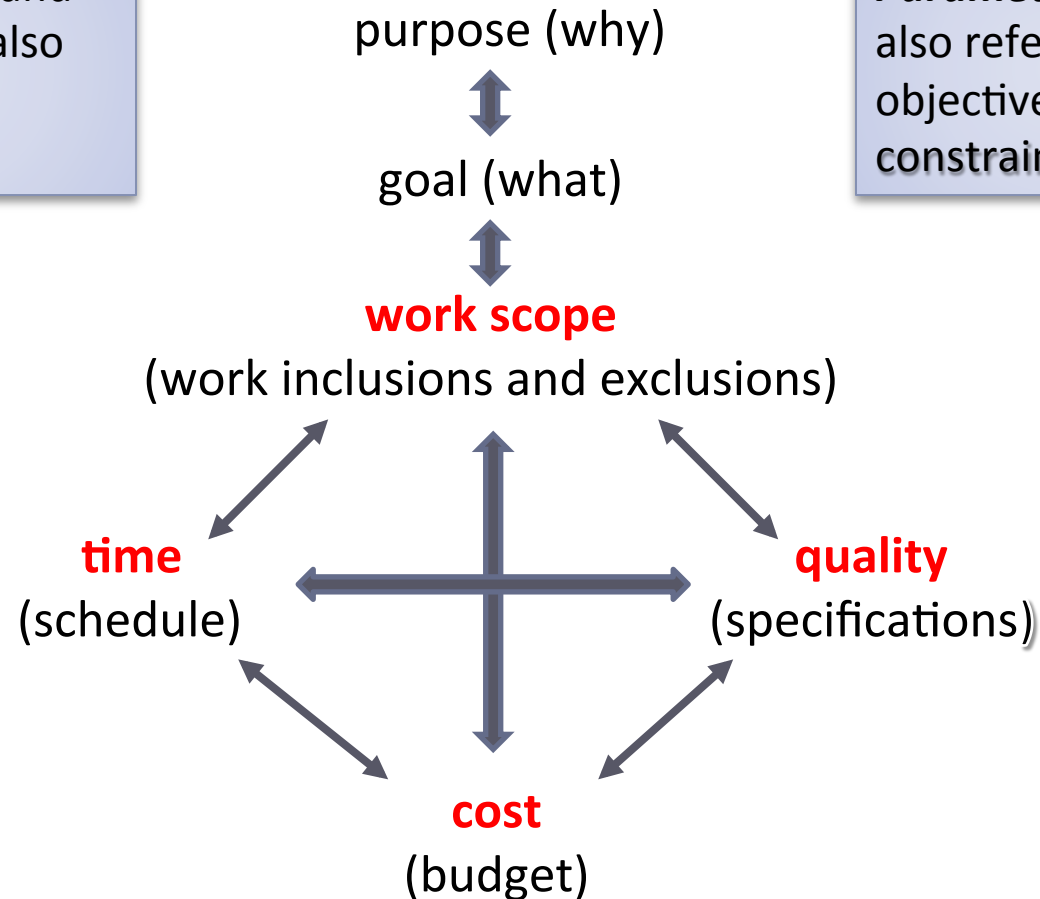 also
purpose (why)
also
objective
goal (what)
work scope
(work inclusions and exclusions)
time
(schedule)
quality
(specifications)
cost
(budget)